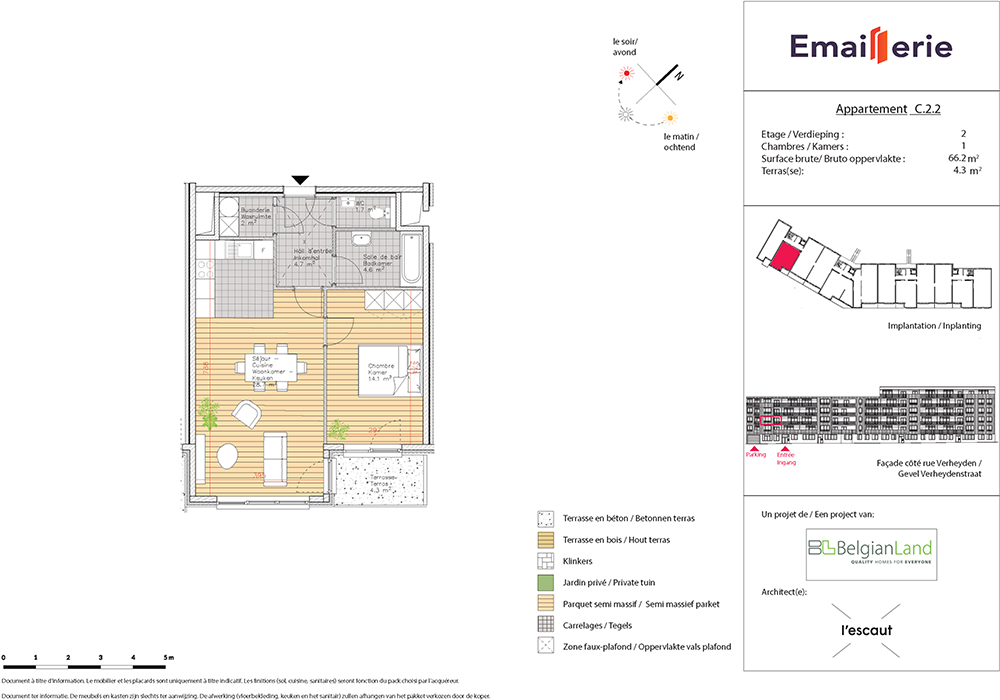 le soir/
avond
N
le matin /
ochtend
Emaillerie
Appartement C.2.2
Etage / Verdieping : 2
Chambres / Kamers : 1
Surface brute/ Bruto oppervlakte : 66.2 m²
Terras(se): 4.3 m²
Implantation / Inplanting
Parking
Entrée
Ingang
Façade côté rue Verheyden /
Gevel Verheydenstraat
Un projet de / Een project van:
BelgianLand
QUALITY HOMES FOR EVERYONE
Architect(e):
l'escaut
Buanderie
Wasruimte
2 m²
WC
1.7 m²
Hall d'entrée
Inkomhal
4.7 m²
Salle de bain
Badkamer
4.6 m²
F
Séjour –
Cuisine
Woonkamer –
Keuken
Chambre
Kamer
14.1 m²
Terrasse
Terras
4.3 m²
Terrasse en béton / Betonnen terras
Terrasse en bois / Hout terras
Klinkers
Jardin privé / Private tuin
Parquet semi massif / Semi massief parket
Carrelages / Tegels
Zone faux-plafond / Oppervlakte vals plafond
0 1 2 3 4 5 m
Document à titre d'information. Le mobilier et les placards sont uniquement à titre indicatif. Les finitions (sol, cuisine, sanitaires) seront fonction du pack choisi par l'acquéreur.
Document ter informatie. De meubels en kasten zijn slechts ter aanwijzing. De afwerking (vloerbekleding, keuken en het sanitair) zullen afhangen van het pakket verkozen door de koper.